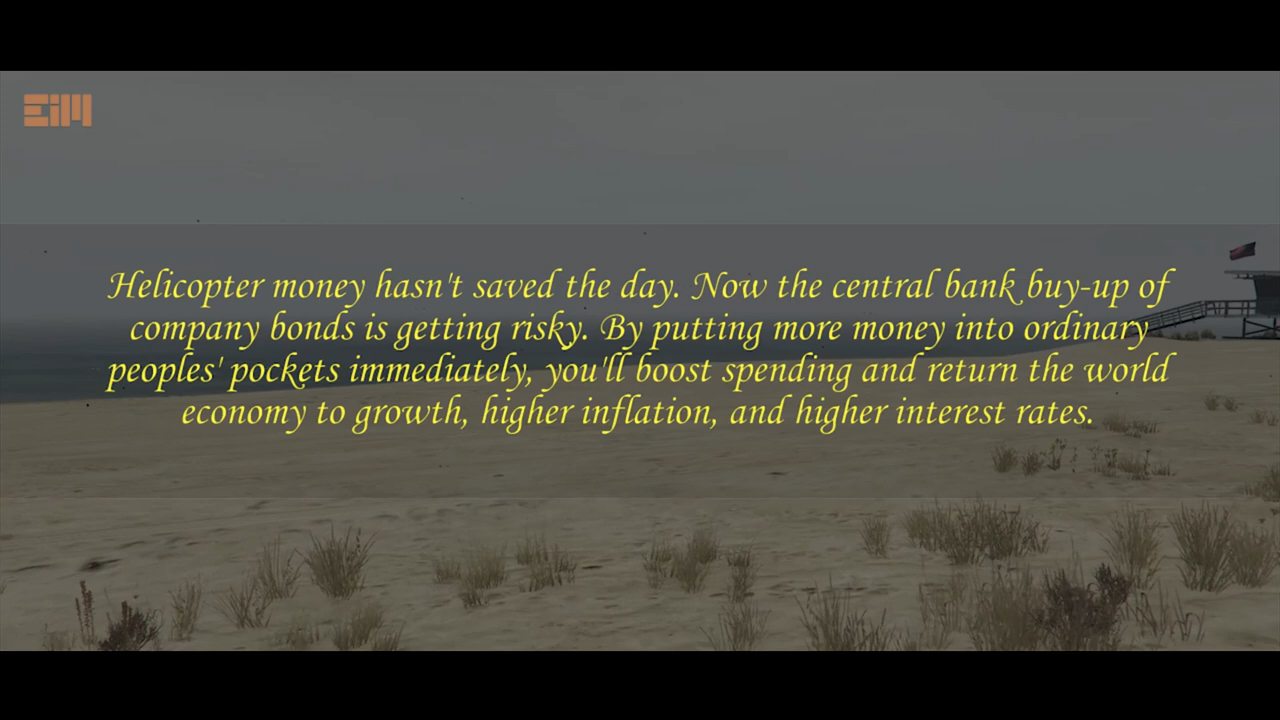 EiM
Helicopter money hasn't saved the day. Now the central bank buy-up of
company bonds is getting risky. By putting more money into ordinary
peoples' pockets immediately, you'll boost spending and return the world
economy to growth, higher inflation, and higher interest rates.